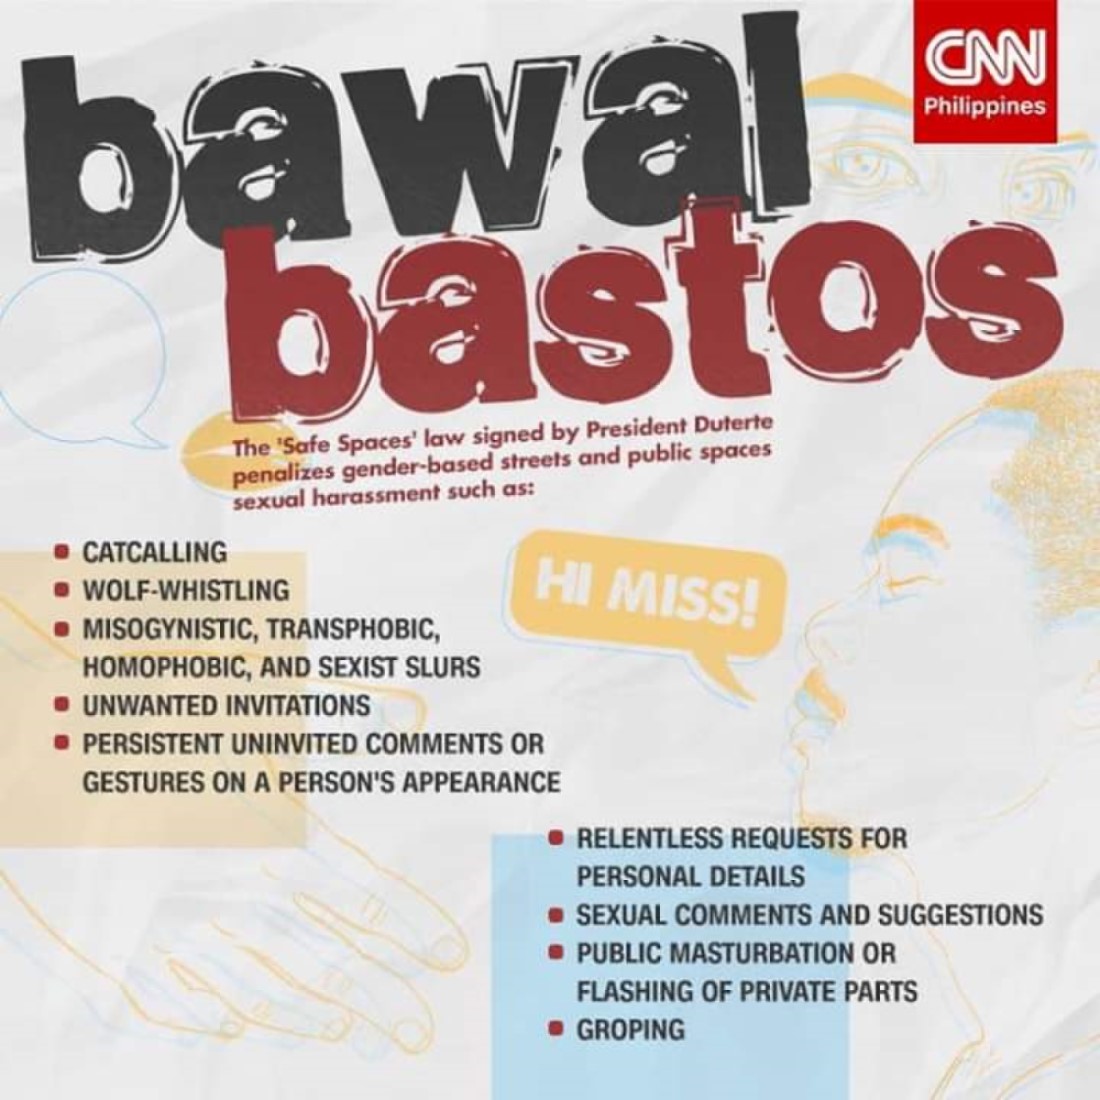 CNN
Philippines
bawal
bastos
The 'Safe Spaces' law signed by President Duterte
penalizes gender-based streets and public spaces
sexual harassment such as:
CATCALLING
WOLF-WHISTLING
MISOGYNISTIC, TRANSPHOBIC,
HOMOPHOBIC, AND SEXIST SLURS
UNWANTED INVITATIONS
PERSISTENT UNINVITED COMMENTS OR
GESTURES ON A PERSON'S APPEARANCE
HI MISS!
RELENTLESS REQUESTS FOR
PERSONAL DETAILS
SEXUAL COMMENTS AND SUGGESTIONS
PUBLIC MASTURBATION OR
FLASHING OF PRIVATE PARTS
GROPING